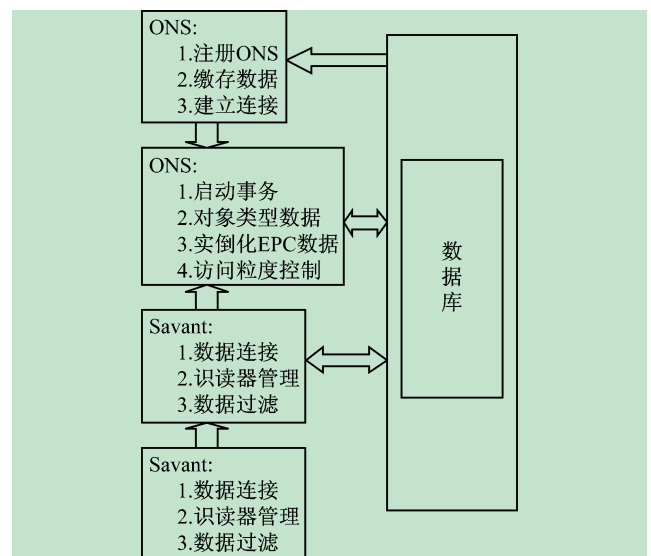 ONS:
1.注册ONS
2.缴存数据
3.建立连接
ONS:
1.启动事务
2.对象类型数据
3.实倒化EPC数据
4.访问粒度控制
Savant:
1.数据连接
2.识读器管理
3.数据过滤
Savant:
1.数据连接
2.识读器管理
3.数据过滤
数
据
库